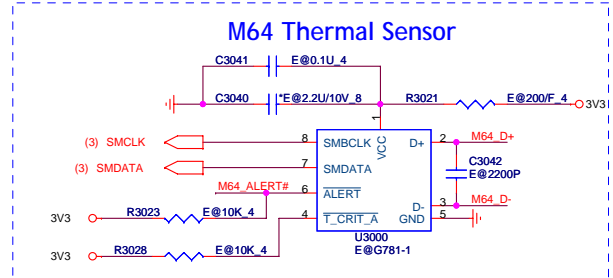 M64 Thermal Sensor
C3041 E@0.1U_4
C3040 *E@2.2U/10V_8 R3021 E@200/F_4 3V3
1
(3) SMCLK 8 SMBCLK VCC D+ 2 M64_D+
(3) SMDATA 7 SMDATA C3042
E@2200P
M64_ALERT# 6 ALERT D- 3 M64_D-
3V3 R3023 E@10K_4 4 T_CRIT_A GND 5
U3000
3V3 R3028 E@10K_4 E@G781-1